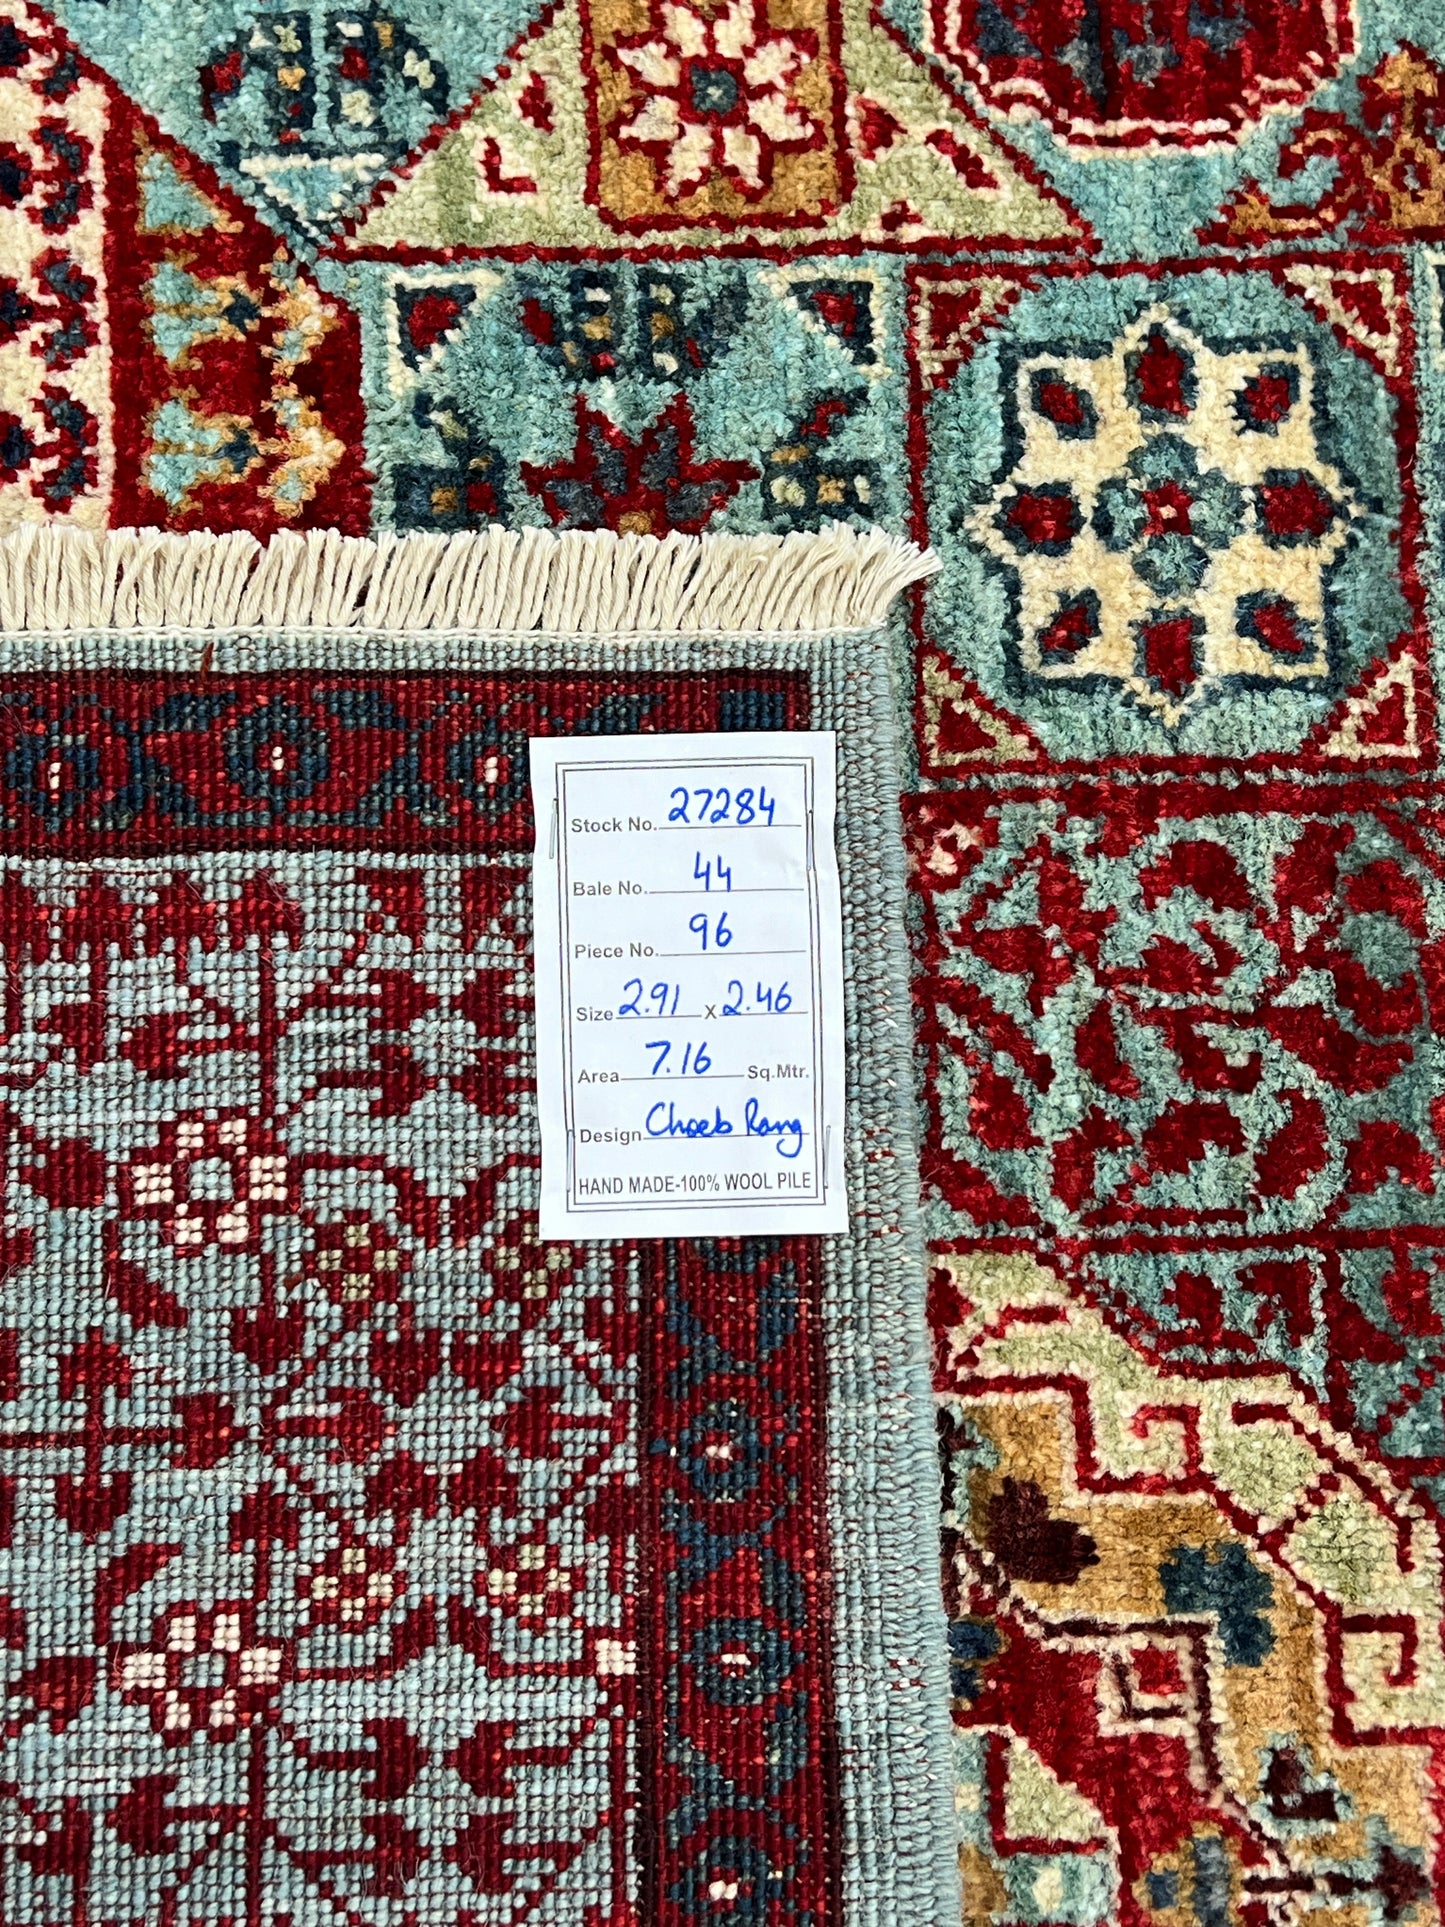 Stock No. 27284
Bale No. 44
Piece No. 96
Size 2.91 X 2.46
Area 7.16 Sq.Mtr.
Design Choeb Rang
HAND MADE-100% WOOL PILE